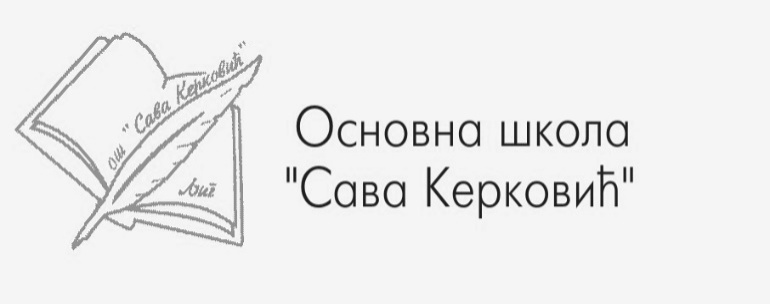 ош "Сава Керковић"
Љиг
Основна школа
"Сава Керковић"